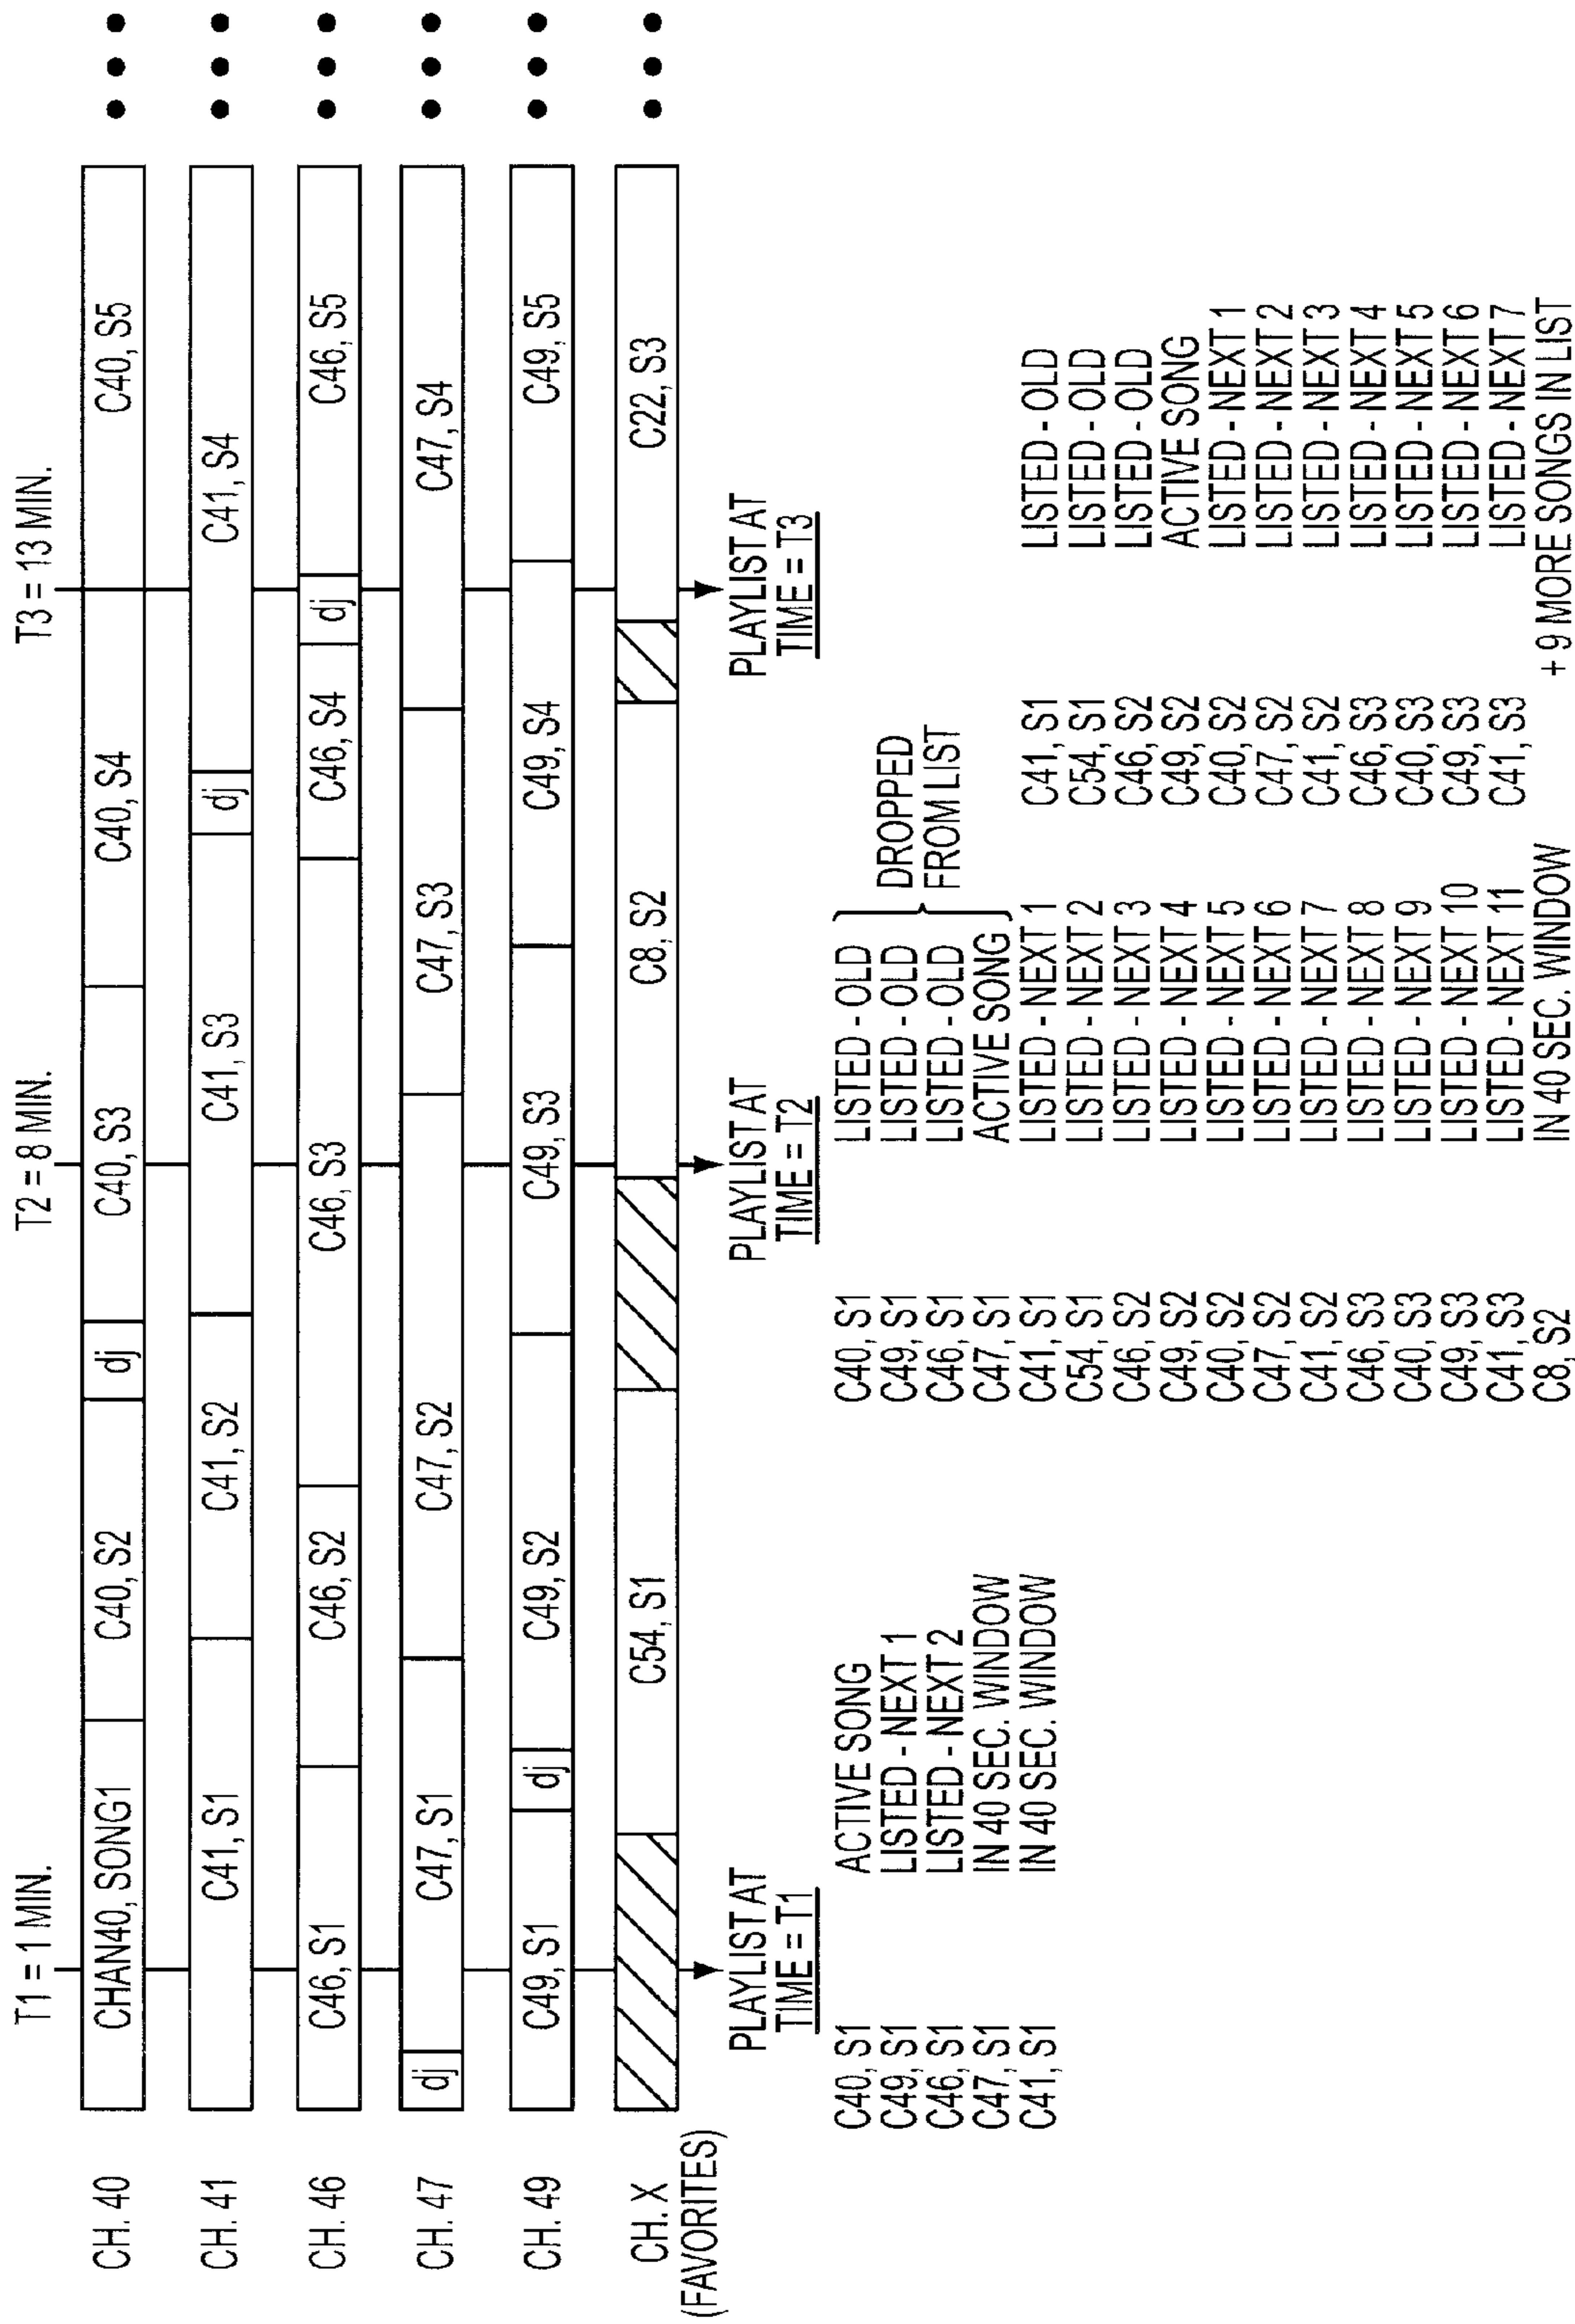 T1 = 1 MIN. T2 = 8 MIN. T3 = 13 MIN.
CH. 40 CHAN40, SONG1 C40, S2 dj C40, S3 C40, S4 C40, S5
CH. 41 C41, S1 C41, S2 C41, S3 dj C41, S4
CH. 46 C46, S1 C46, S2 C46, S3 C46, S4 dj C46, S5
CH. 47 dj C47, S1 C47, S2 C47, S3 C47, S4
CH. 49 C49, S1 dj C49, S2 C49, S3 C49, S4 C49, S5
CH. X C54, S1 C8, S2 C22, S3
(FAVORITES)
PLAYLIST AT
TIME = T1
C40, S1 ACTIVE SONG
C49, S1 LISTED - NEXT 1
C46, S1 LISTED - NEXT 2
C47, S1 IN 40 SEC. WINDOW
C41, S1 IN 40 SEC. WINDOW
PLAYLIST AT
TIME = T2
C40, S1 LISTED - OLD
C49, S1 LISTED - OLD
C46, S1 LISTED - OLD
C47, S1 ACTIVE SONG
DROPPED
FROM LIST
C41, S1 LISTED - NEXT 1
C54, S1 LISTED - NEXT 2
C46, S2 LISTED - NEXT 3
C49, S2 LISTED - NEXT 4
C40, S2 LISTED - NEXT 5
C47, S2 LISTED - NEXT 6
C41, S2 LISTED - NEXT 7
C46, S3 LISTED - NEXT 8
C40, S3 LISTED - NEXT 9
C49, S3 LISTED - NEXT 10
C41, S3 LISTED - NEXT 11
C8, S2 IN 40 SEC. WINDOW
PLAYLIST AT
TIME = T3
C41, S1 LISTED - OLD
C54, S1 LISTED - OLD
C46, S2 LISTED - OLD
C49, S2 ACTIVE SONG
C40, S2 LISTED - NEXT 1
C47, S2 LISTED - NEXT 2
C41, S2 LISTED - NEXT 3
C46, S3 LISTED - NEXT 4
C40, S3 LISTED - NEXT 5
C49, S3 LISTED - NEXT 6
C41, S3 LISTED - NEXT 7
+ 9 MORE SONGS IN LIST